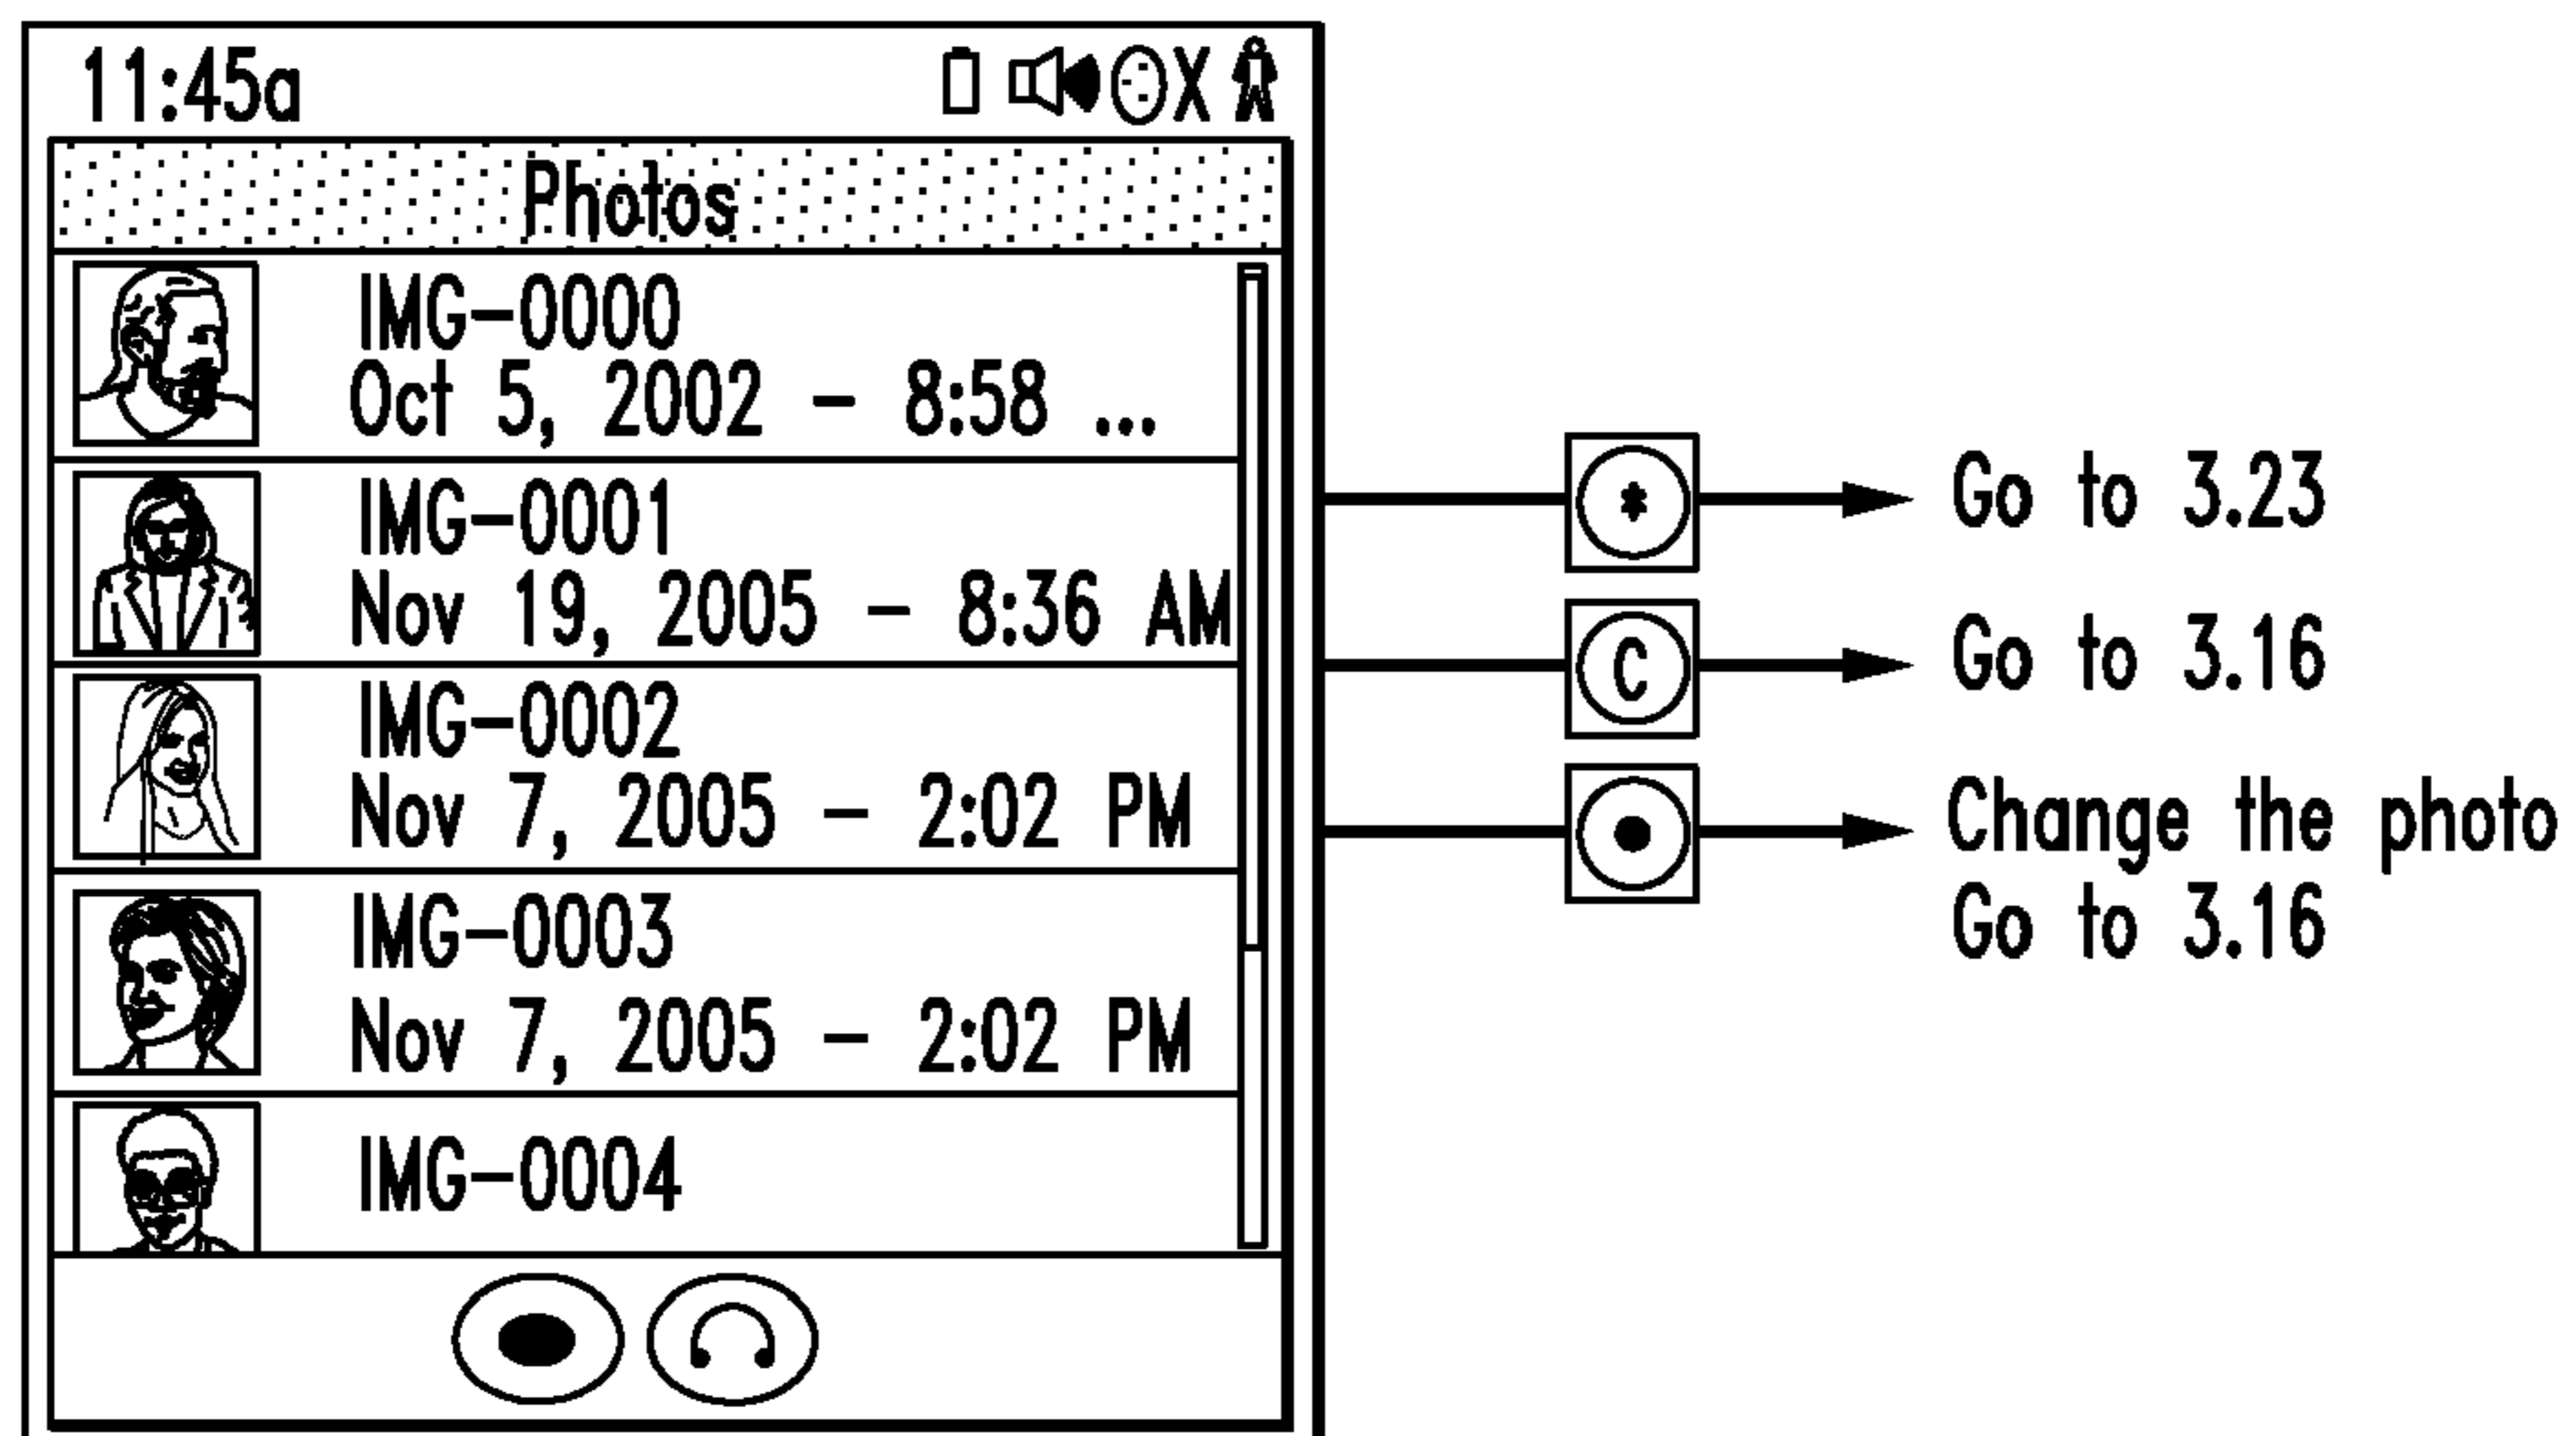 11:45a X
Photos
IMG-0000
Oct 5, 2002 - 8:58 ...
IMG-0001
Nov 19, 2005 - 8:36 AM
IMG-0002
Nov 7, 2005 - 2:02 PM
IMG-0003
Nov 7, 2005 - 2:02 PM
IMG-0004
* Go to 3.23
C Go to 3.16
Change the photo
Go to 3.16